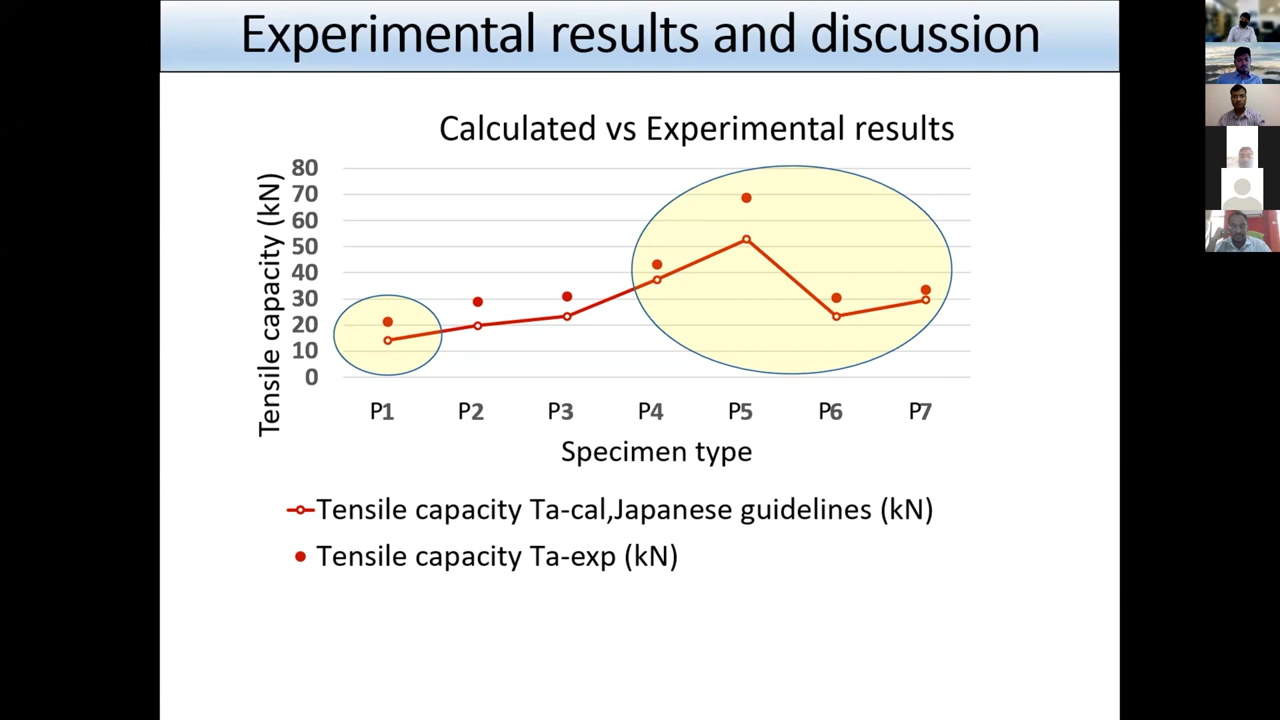 Experimental results and discussion
Calculated vs Experimental results
Tensile capacity (kN)
80
70
60
50
40
30
20
10
0
P1 P2 P3 P4 P5 P6 P7
Specimen type
Tensile capacity Ta-cal,Japanese guidelines (kN)
Tensile capacity Ta-exp (kN)